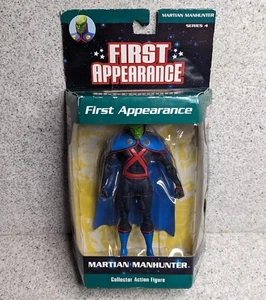 MARTIAN MANHUNTER
SERIES 4
FIRST
APPEARANCE
First Appearance
MARTIAN MANHUNTER
Collector Action Figure